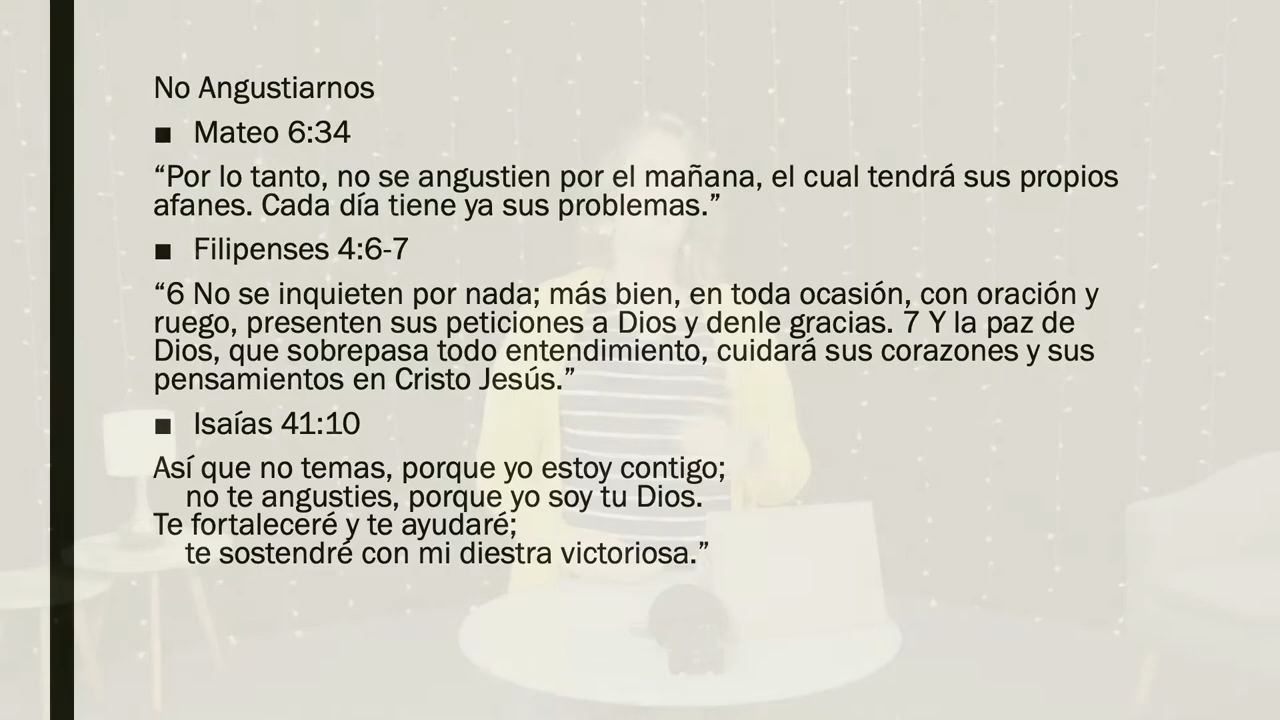 No Angustiarnos
▪ Mateo 6:34
“Por lo tanto, no se angustien por el mañana, el cual tendrá sus propios
afanes. Cada día tiene ya sus problemas.”
▪ Filipenses 4:6-7
“6 No se inquieten por nada; más bien, en toda ocasión, con oración y
ruego, presenten sus peticiones a Dios y denle gracias. 7 Y la paz de
Dios, que sobrepasa todo entendimiento, cuidará sus corazones y sus
pensamientos en Cristo Jesús.”
▪ Isaías 41:10
Así que no temas, porque yo estoy contigo;
no te angusties, porque yo soy tu Dios.
Te fortaleceré y te ayudaré;
te sostendré con mi diestra victoriosa.”